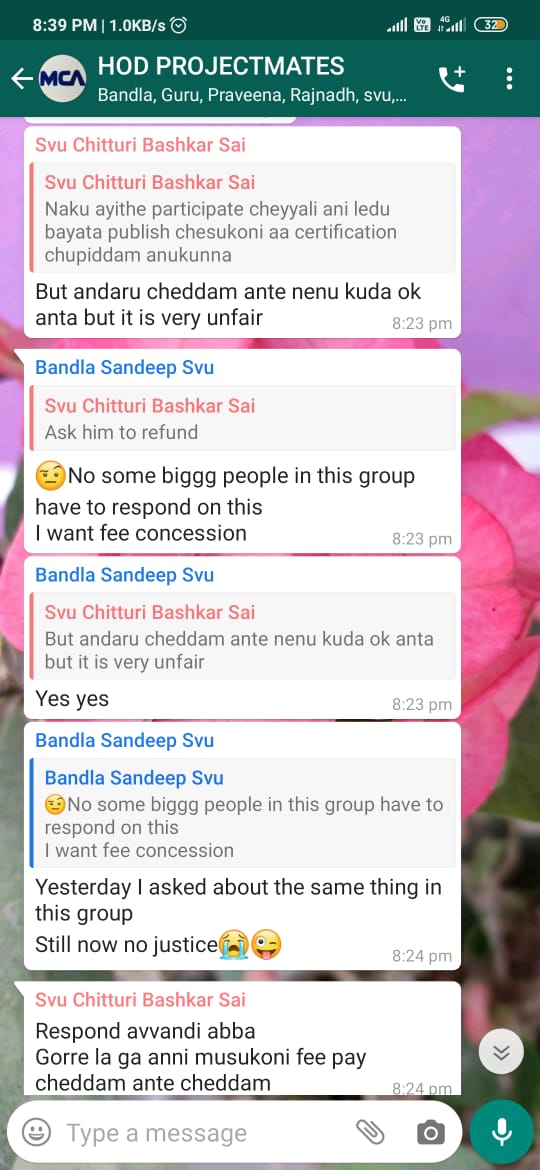 8:39 PM | 1.0KB/s
Vo LTE
4G
32
MCA
HOD PROJECTMATES
Bandla, Guru, Praveena, Rajnadh, svu,...
Svu Chitturi Bashkar Sai
Svu Chitturi Bashkar Sai
Naku ayithe participate cheyyali ani ledu
bayata publish chesukoni aa certification
chupiddam anukunna
But andaru cheddam ante nenu kuda ok
anta but it is very unfair
8:23 pm
Bandla Sandeep Svu
Svu Chitturi Bashkar Sai
Ask him to refund
🤨No some biggg people in this group
have to respond on this
I want fee concession
8:23 pm
Bandla Sandeep Svu
Svu Chitturi Bashkar Sai
But andaru cheddam ante nenu kuda ok anta
but it is very unfair
Yes yes
8:23 pm
Bandla Sandeep Svu
Bandla Sandeep Svu
🤨No some biggg people in this group have to
respond on this
I want fee concession
Yesterday I asked about the same thing in
this group
Still now no justice😭😜
8:24 pm
Svu Chitturi Bashkar Sai
Respond avvandi abba
Gorre la ga anni musukoni fee pay
cheddam ante cheddam
8:24 pm
Type a message